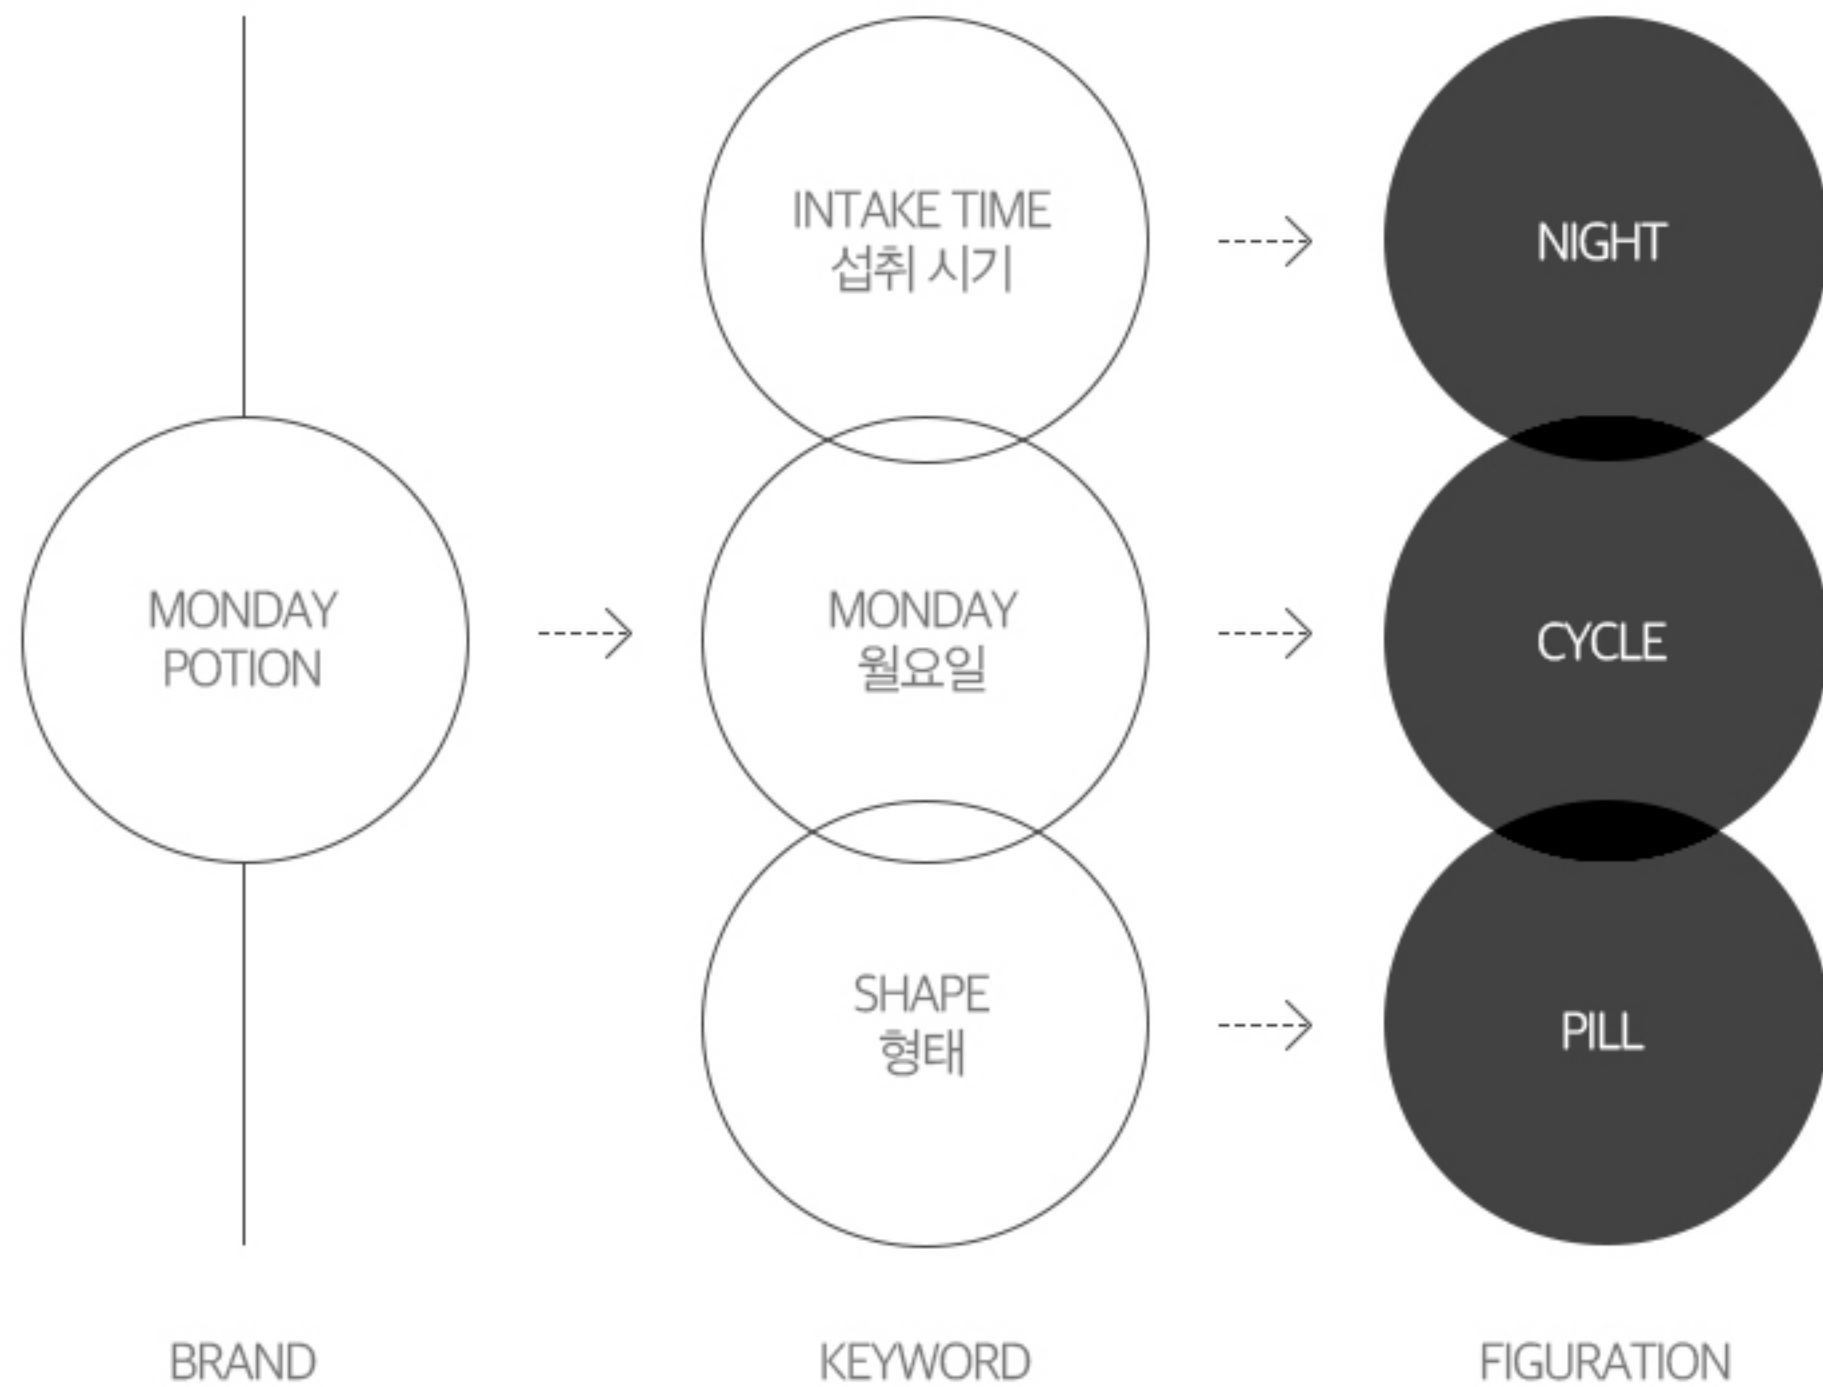 MONDAY
POTION
INTAKE TIME
섭취 시기
MONDAY
월요일
SHAPE
형태
NIGHT
CYCLE
PILL
BRAND
KEYWORD
FIGURATION